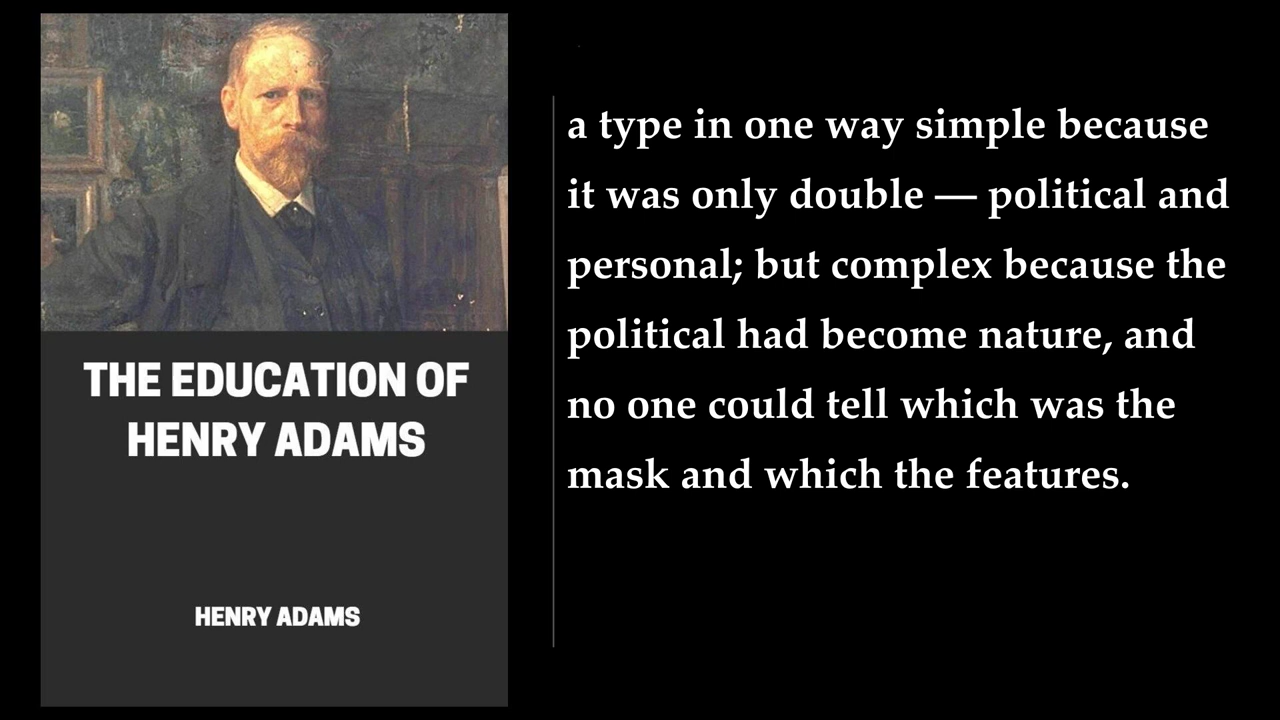 THE EDUCATION OF
HENRY ADAMS
HENRY ADAMS
a type in one way simple because
it was only double — political and
personal; but complex because the
political had become nature, and
no one could tell which was the
mask and which the features.